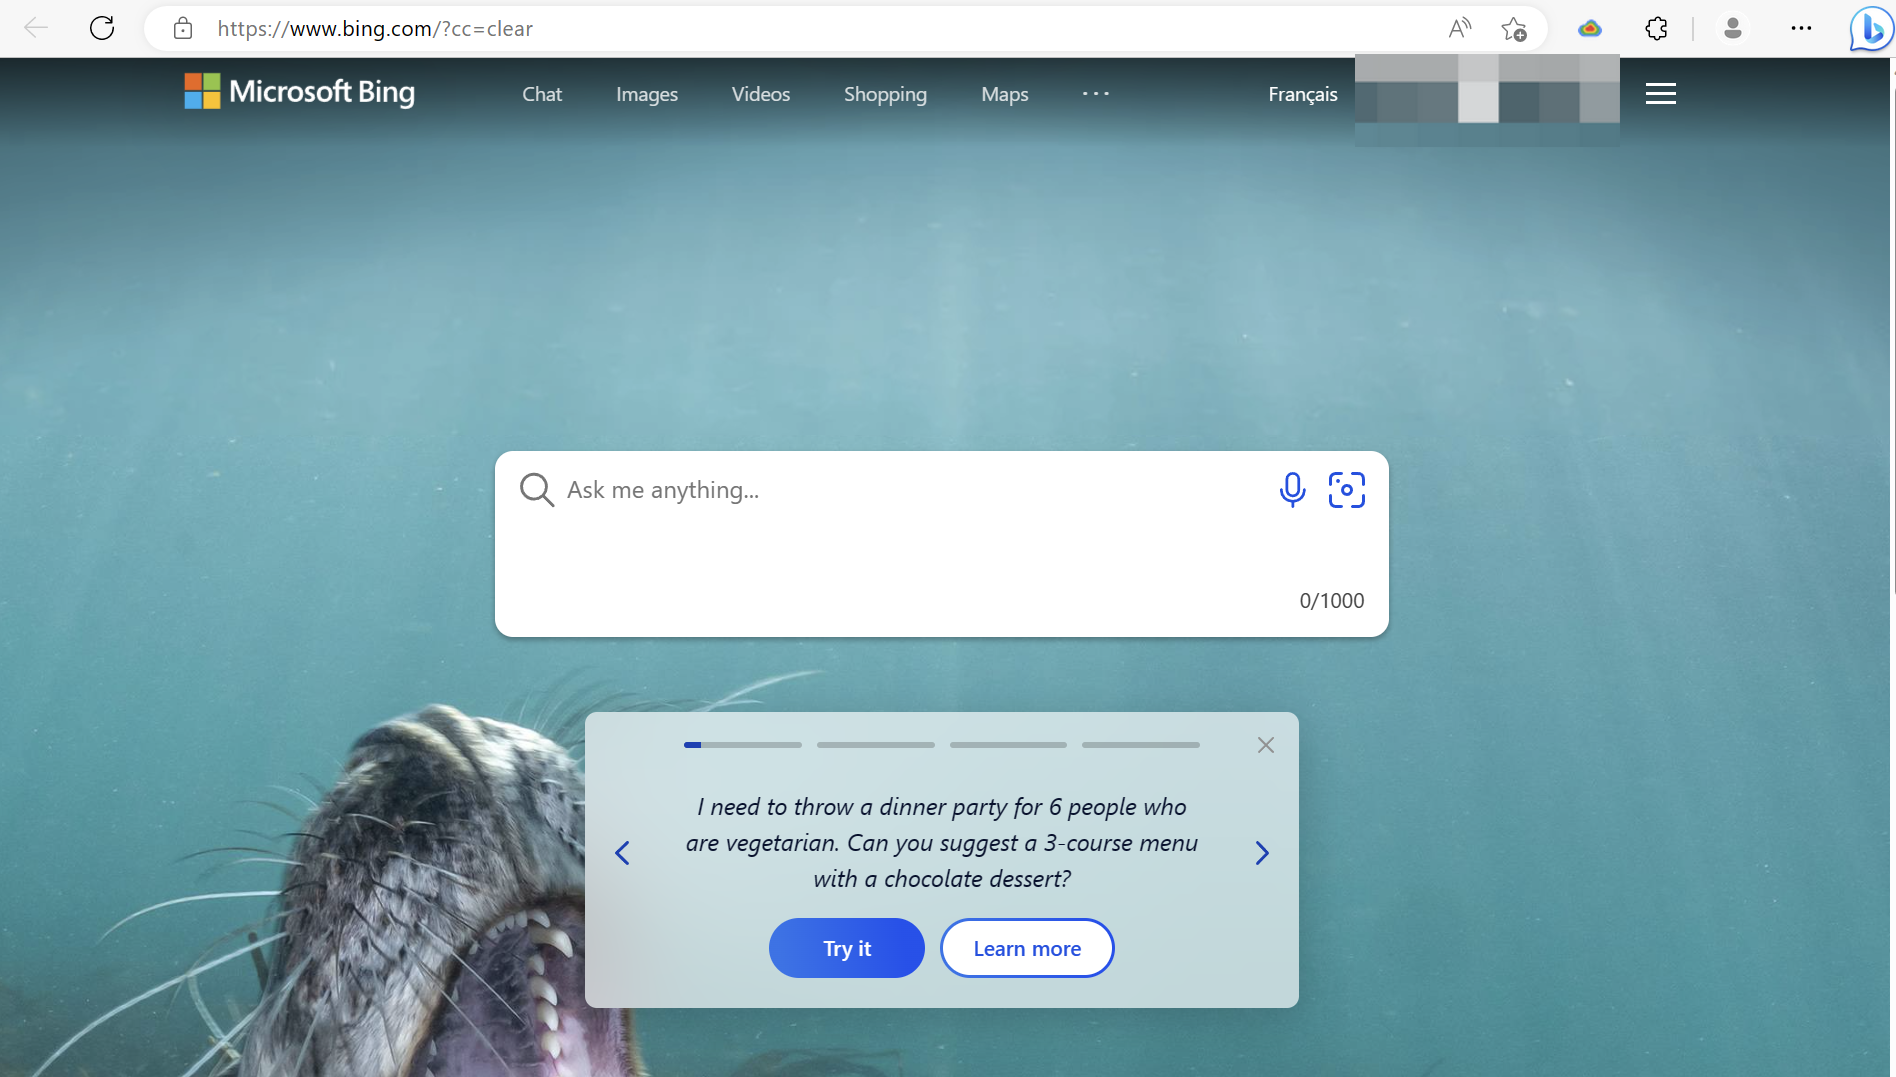 https://www.bing.com/?cc=clear
Microsoft Bing
Chat
Images
Videos
Shopping
Maps
Français
Ask me anything...
0/1000
I need to throw a dinner party for 6 people who
are vegetarian. Can you suggest a 3-course menu
with a chocolate dessert?
Try it
Learn more